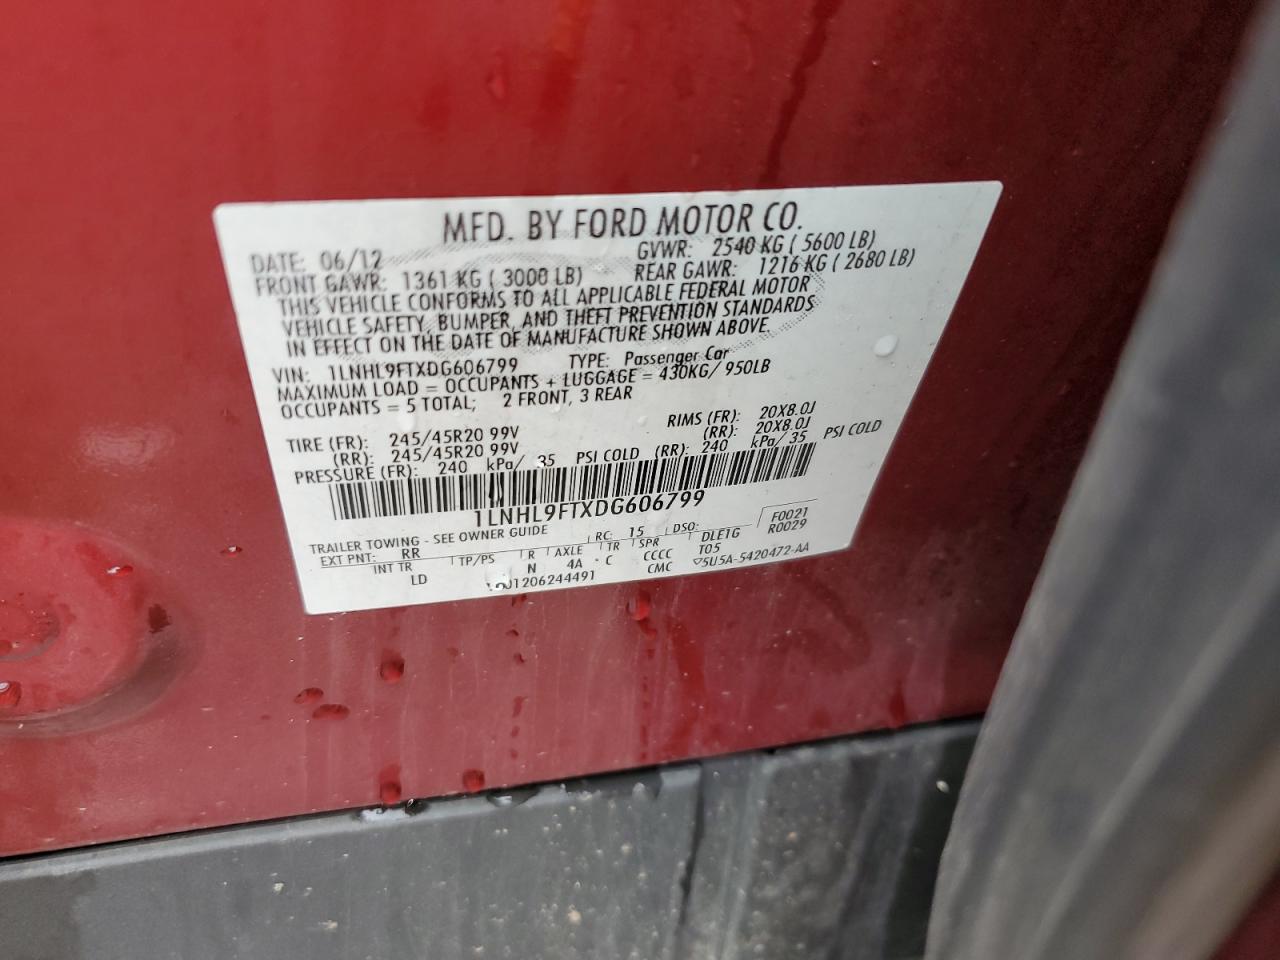 MFD. BY FORD MOTOR CO.
DATE: 06/12 GVWR: 2540 KG ( 5600 LB)
FRONT GAWR: 1361 KG ( 3000 LB) REAR GAWR: 1216 KG ( 2680 LB)
THIS VEHICLE CONFORMS TO ALL APPLICABLE FEDERAL MOTOR
VEHICLE SAFETY, BUMPER, AND THEFT PREVENTION STANDARDS
IN EFFECT ON THE DATE OF MANUFACTURE SHOWN ABOVE.
VIN: 1LNHL9FTXDG606799 TYPE: Passenger Car
MAXIMUM LOAD = OCCUPANTS + LUGGAGE = 430KG/ 950LB
OCCUPANTS = 5 TOTAL; 2 FRONT, 3 REAR
TIRE (FR): 245/45R20 99V RIMS (FR): 20X8.0J
(RR): 245/45R20 99V (RR): 20X8.0J
PRESSURE (FR): 240 kPa/ 35 PSI COLD (RR): 240 kPa/ 35 PSI COLD
1LNHL9FTXDG606799
F0021
R0029
TRAILER TOWING - SEE OWNER GUIDE RC: 15 DSO: DLETG
EXT PNT: RR INT TR TP/PS R AXLE TR SPR T05
LD N 4A C CCCC
CMC 5U5A-5420472-AA
1206244491